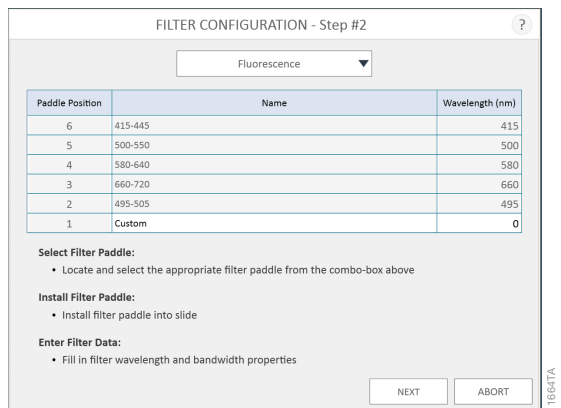 FILTER CONFIGURATION - Step #2
?
Fluorescence
Paddle Position Name Wavelength (nm)
6 415-445 415
5 500-550 500
4 580-640 580
3 660-720 660
2 495-505 495
1 Custom 0
Select Filter Paddle:
• Locate and select the appropriate filter paddle from the combo-box above
Install Filter Paddle:
• Install filter paddle into slide
Enter Filter Data:
• Fill in filter wavelength and bandwidth properties
NEXT ABORT
1664TA